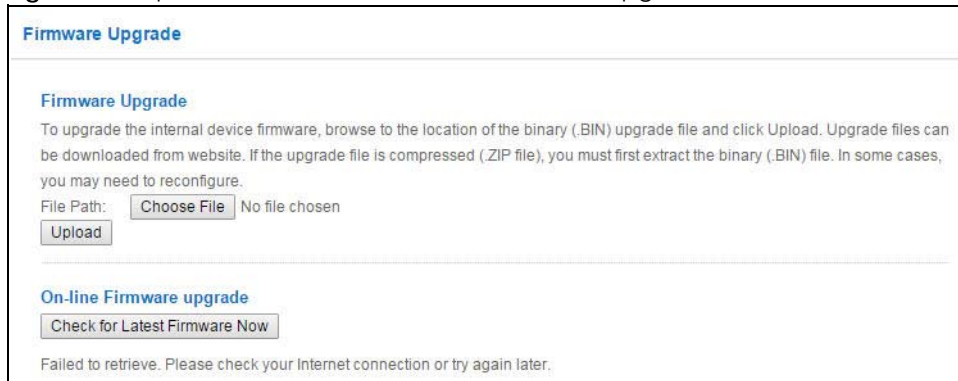 Firmware Upgrade
Firmware Upgrade
To upgrade the internal device firmware, browse to the location of the binary (.BIN) upgrade file and click Upload. Upgrade files can
be downloaded from website. If the upgrade file is compressed (.ZIP file), you must first extract the binary (.BIN) file. In some cases,
you may need to reconfigure.
File Path: Choose File No file chosen
Upload
On-line Firmware upgrade
Check for Latest Firmware Now
Failed to retrieve. Please check your Internet connection or try again later.